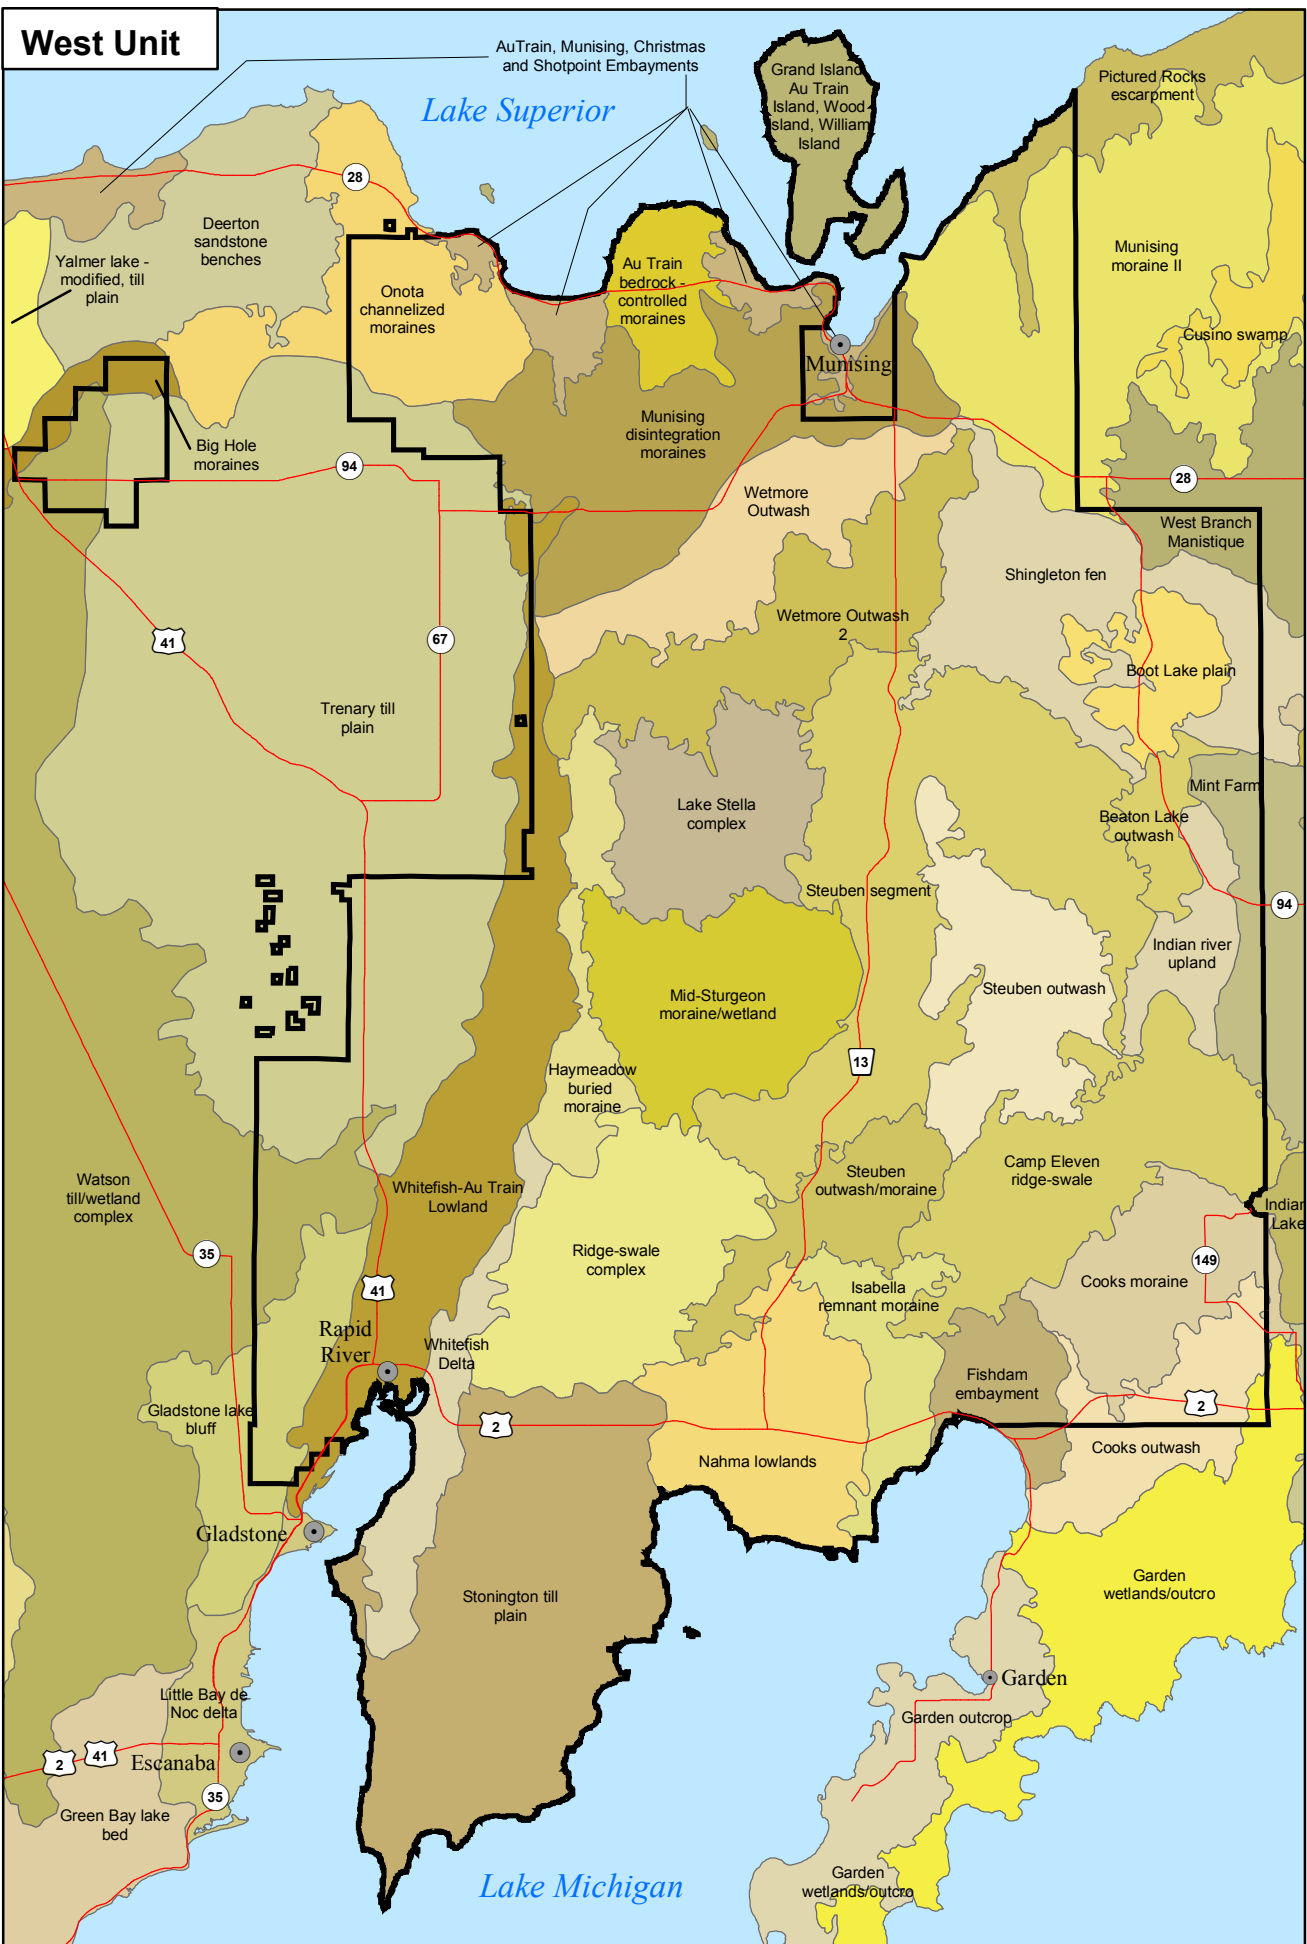 West Unit
AuTrain, Munising, Christmas
and Shotpoint Embayments
Lake Superior
Grand Island
Au Train
Island, Wood
Island, William
Island
Pictured Rocks
escarpment
28
Deerton
sandstone
benches
Yalmer lake -
modified, till
plain
Onota
channelized
moraines
Au Train
bedrock -
controlled
moraines
Munising
moraine II
Cusino swamp
Munising
Big Hole
moraines
Munising
disintegration
moraines
94
28
Wetmore
Outwash
West Branch
Manistique
Shingleton fen
Wetmore Outwash
2
41
67
Boot Lake plain
Trenary till
plain
Mint Farm
Lake Stella
complex
Beaton Lake
outwash
Steuben segment
94
Indian river
upland
Mid-Sturgeon
moraine/wetland
Steuben outwash
13
Haymeadow
buried
moraine
Watson
till/wetland
complex
Whitefish-Au Train
Lowland
Steuben
outwash/moraine
Camp Eleven
ridge-swale
Indian
Lake
35
Ridge-swale
complex
149
Cooks moraine
41
Isabella
remnant moraine
Rapid
River
Whitefish
Delta
Fishdam
embayment
Gladstone lake
bluff
2
2
Cooks outwash
Nahma lowlands
Gladstone
Stonington till
plain
Garden
wetlands/outcro
Garden
Little Bay de
Noc delta
Garden outcrop
2
41
Escanaba
35
Green Bay lake
bed
Lake Michigan
Garden
wetlands/outcro